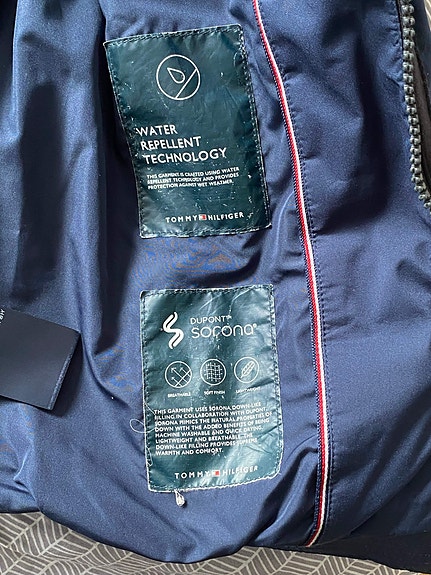 WATER
REPELLENT
TECHNOLOGY
THIS GARMENT IS CRAFTED USING WATER
REPELLENT TECHNOLOGY AND PROVIDES
PROTECTION AGAINST WET WEATHER.
TOMMY HILFIGER
DUPONT™
sorona®
BREATHABLE
SOFT FINISH
THIS GARMENT USES SORONA DOWN-LIKE
FILLING. IN COLLABORATION WITH DUPONT
SORONA MIMICS THE NATURAL PROPERTIES OF
DOWN WITH THE ADDED BENEFITS OF BEING
MACHINE WASHABLE AND QUICK DRYING.
LIGHTWEIGHT AND BREATHABLE, THE
DOWN-LIKE FILLING PROVIDES SUPREME
WARMTH AND COMFORT.
TOMMY HILFIGER